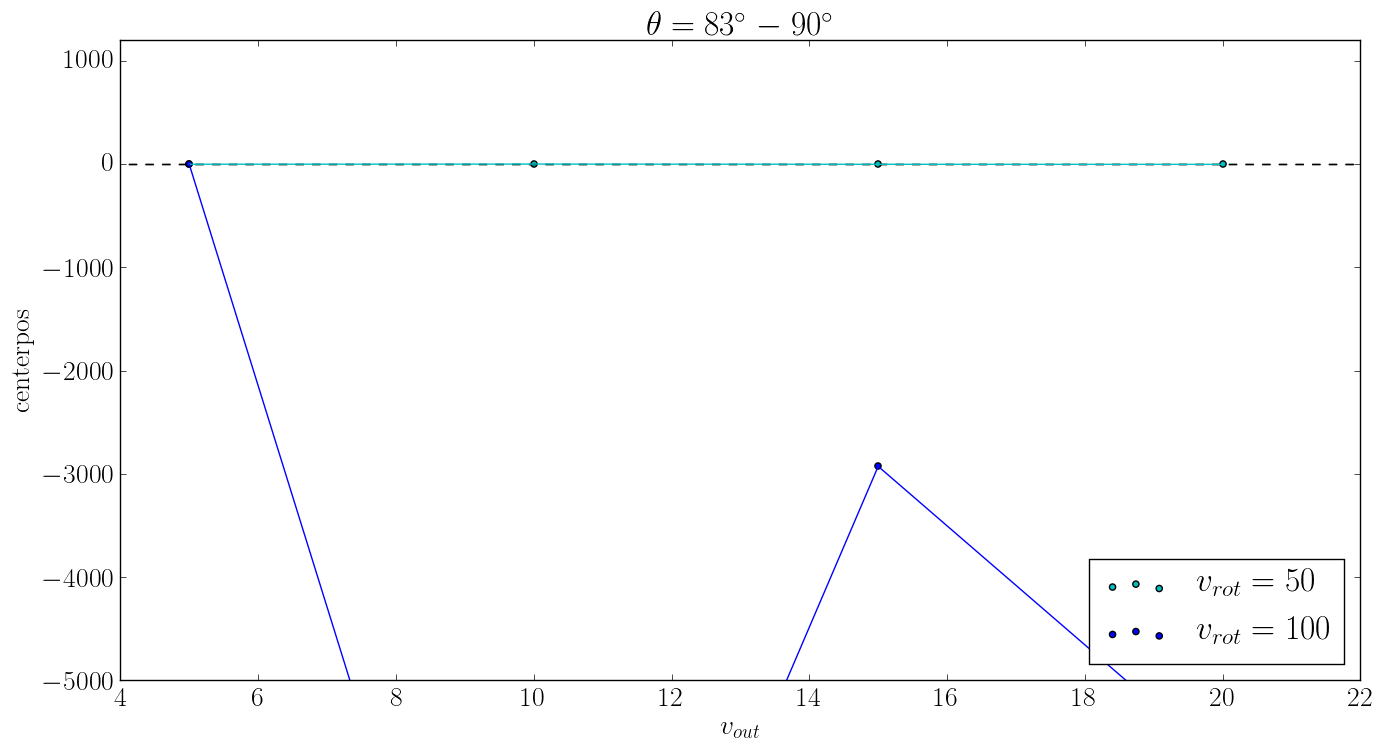 θ = 83° − 90°
1000
0
−1000
−2000
−3000
−4000
−5000
centerpos
4 6 8 10 12 14 16 18 20 22
v_out
v_rot = 50
v_rot = 100